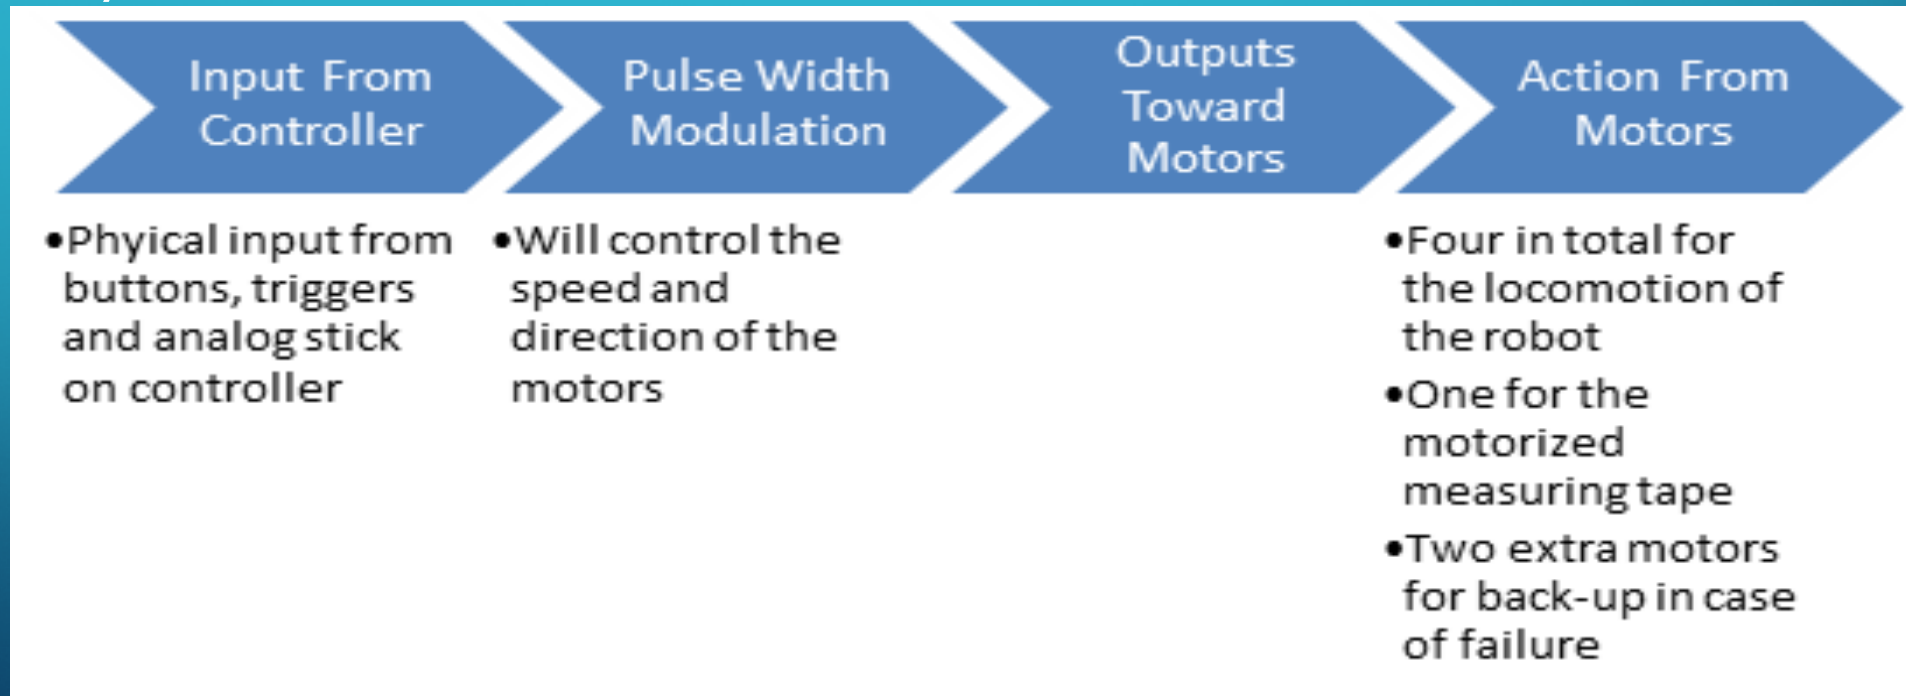 Input From
Controller
Pulse Width
Modulation
Outputs
Toward
Motors
Action From
Motors
•Phyical input from
buttons, triggers
and analog stick
on controller
•Will control the
speed and
direction of the
motors
•Four in total for
the locomotion of
the robot
•One for the
motorized
measuring tape
•Two extra motors
for back-up in case
of failure